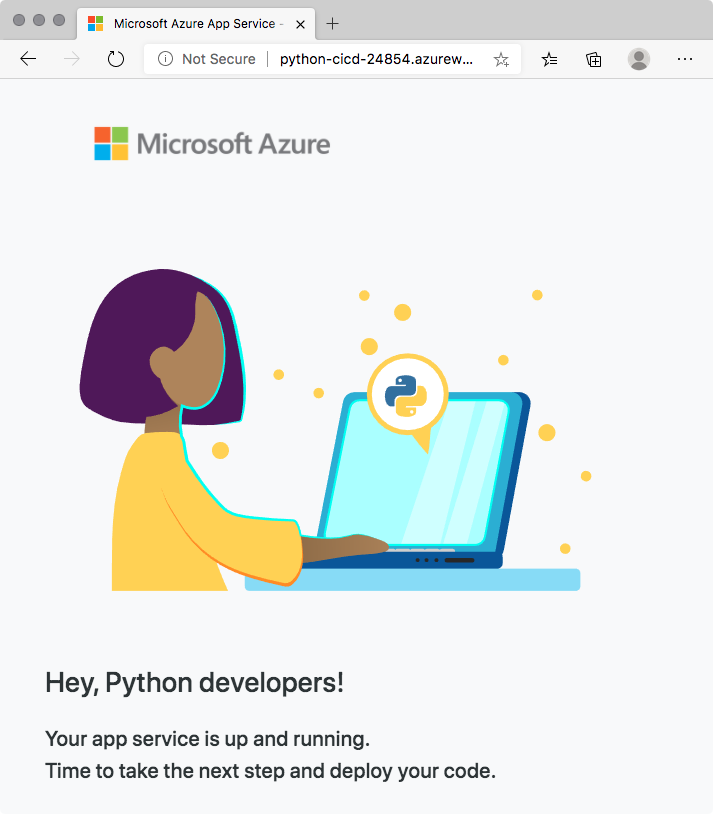 Microsoft Azure App Service -
Not Secure
python-cicd-24854.azurew...
Microsoft Azure
Hey, Python developers!
Your app service is up and running.
Time to take the next step and deploy your code.